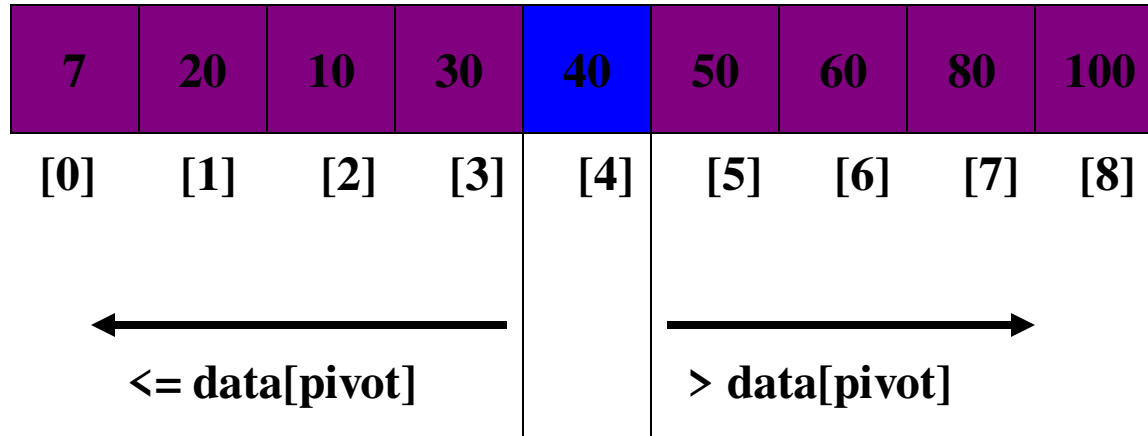 7 20 10 30 40 50 60 80 100
[0] [1] [2] [3] [4] [5] [6] [7] [8]
<= data[pivot] > data[pivot]